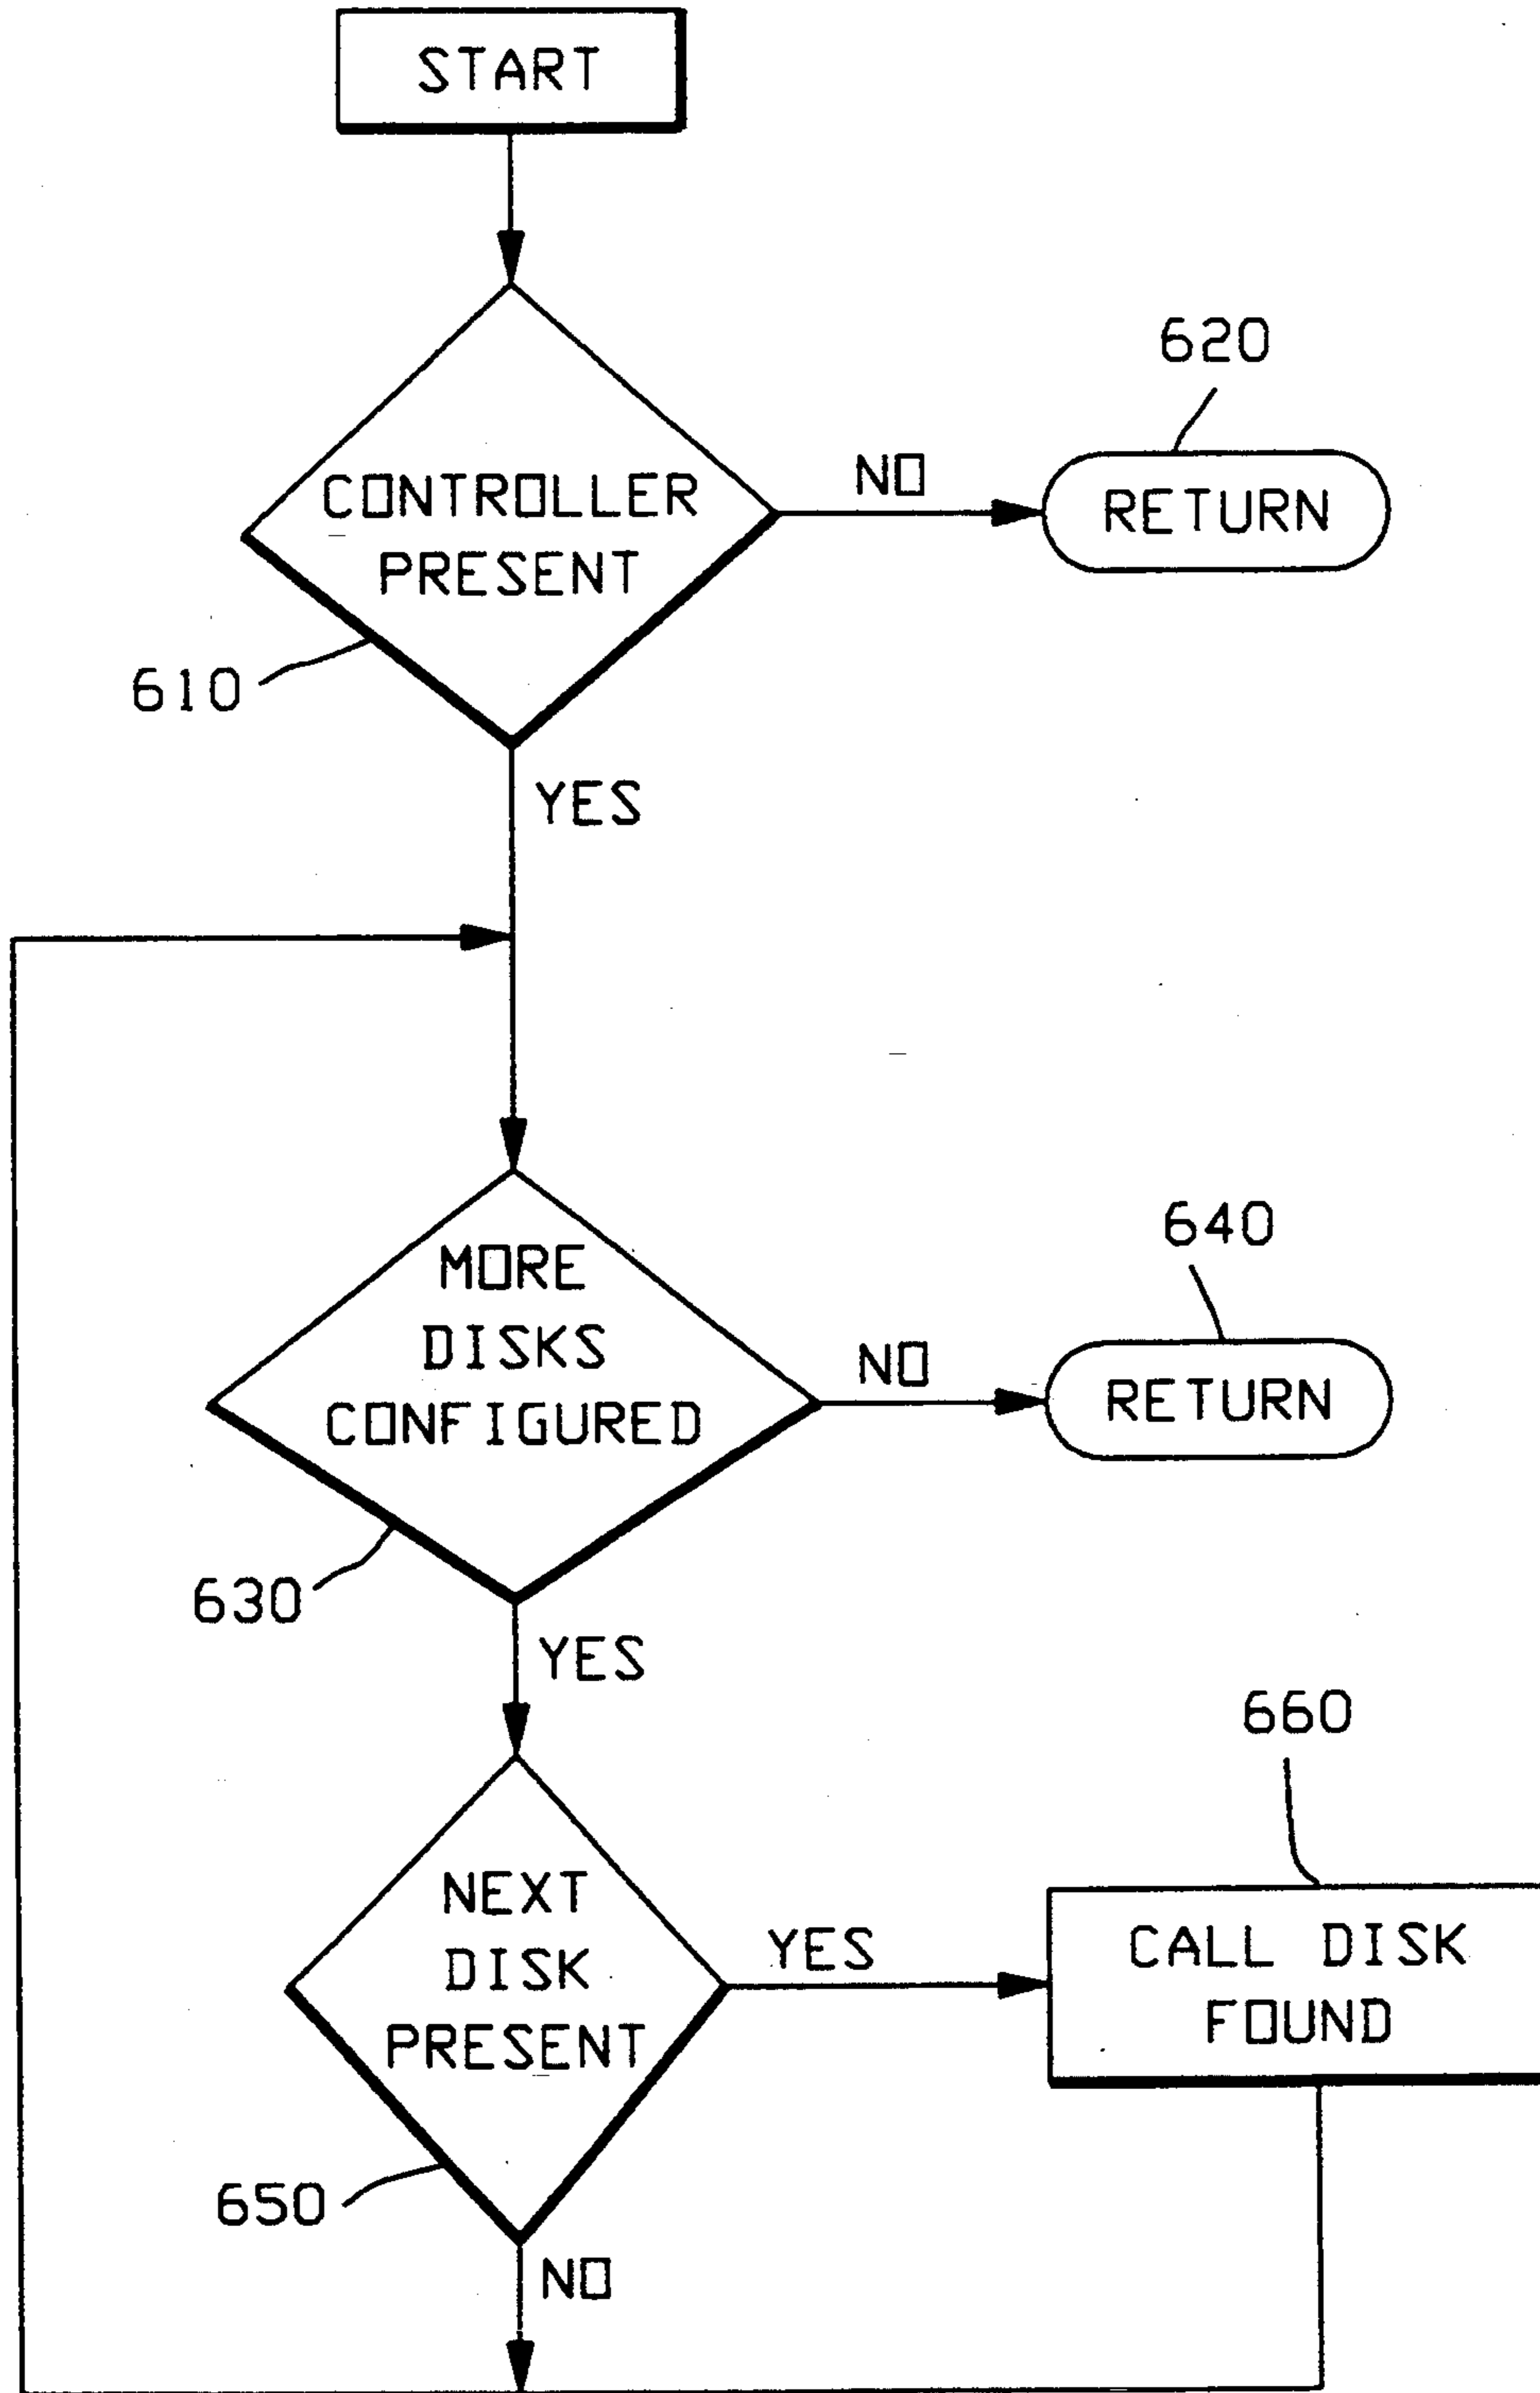 START
620
NO
CONTROLLER
PRESENT
RETURN
610
YES
640
MORE
DISKS
CONFIGURED
NO
RETURN
630
YES
660
NEXT
DISK
PRESENT
YES
CALL DISK
FOUND
650
NO